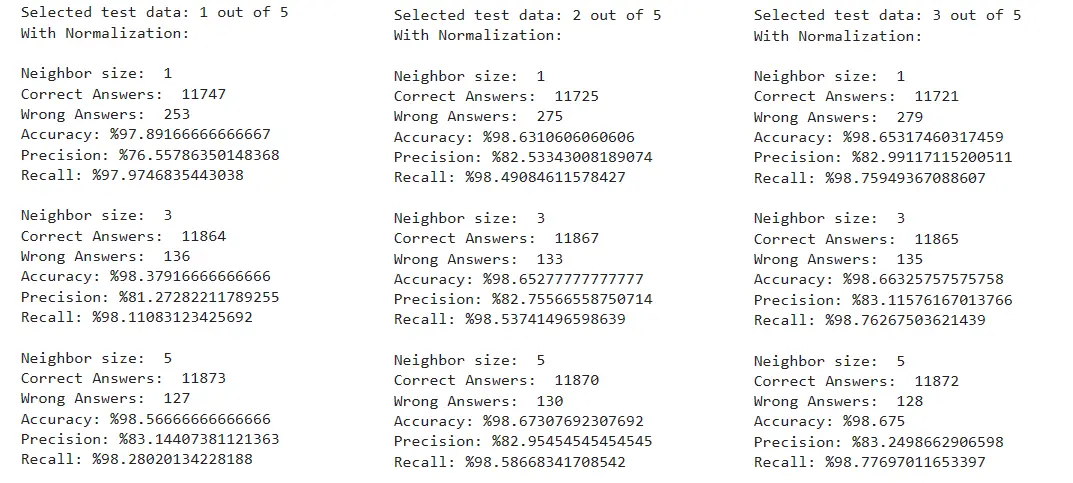 Selected test data: 1 out of 5
With Normalization:
Neighbor size:  1
Correct Answers:  11747
Wrong Answers:  253
Accuracy: %97.89166666666667
Precision: %76.55786350148368
Recall: %97.9746835443038
Neighbor size:  3
Correct Answers:  11864
Wrong Answers:  136
Accuracy: %98.37916666666666
Precision: %81.27282211789255
Recall: %98.11083123425692
Neighbor size:  5
Correct Answers:  11873
Wrong Answers:  127
Accuracy: %98.56666666666666
Precision: %83.14407381121363
Recall: %98.28020134228188
Selected test data: 2 out of 5
With Normalization:
Neighbor size:  1
Correct Answers:  11725
Wrong Answers:  275
Accuracy: %98.6310606060606
Precision: %82.53343008189074
Recall: %98.49084611578427
Neighbor size:  3
Correct Answers:  11867
Wrong Answers:  133
Accuracy: %98.65277777777777
Precision: %82.75566558750714
Recall: %98.53741496598639
Neighbor size:  5
Correct Answers:  11870
Wrong Answers:  130
Accuracy: %98.67307692307692
Precision: %82.95454545454545
Recall: %98.58668341708542
Selected test data: 3 out of 5
With Normalization:
Neighbor size:  1
Correct Answers:  11721
Wrong Answers:  279
Accuracy: %98.65317460317459
Precision: %82.99117115200511
Recall: %98.75949367088607
Neighbor size:  3
Correct Answers:  11865
Wrong Answers:  135
Accuracy: %98.66325757575758
Precision: %83.11576167013766
Recall: %98.76267503621439
Neighbor size:  5
Correct Answers:  11872
Wrong Answers:  128
Accuracy: %98.675
Precision: %83.2498662906598
Recall: %98.77697011653397